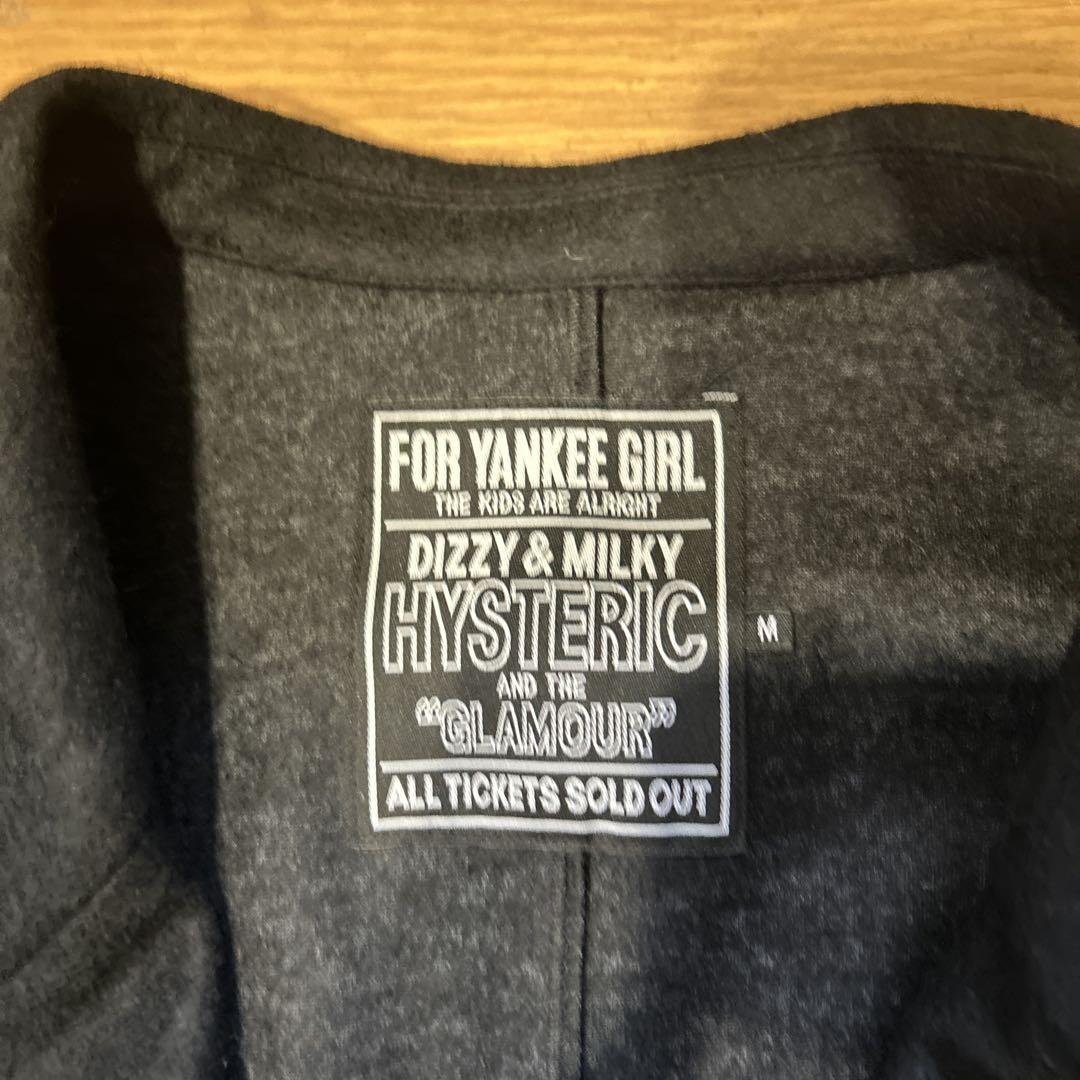 FOR YANKEE GIRL
THE KIDS ARE ALRIGHT
DIZZY & MILKY
HYSTERIC
AND THE
“GLAMOUR”
ALL TICKETS SOLD OUT
M